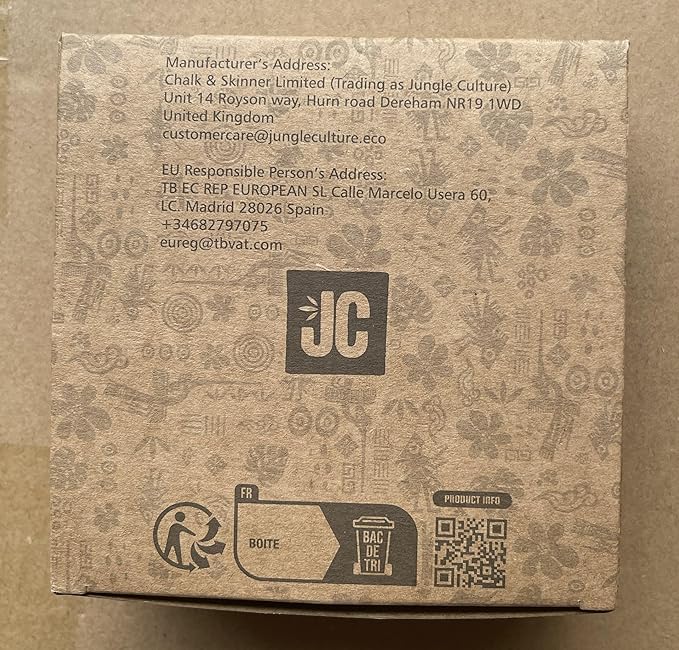 Manufacturer's Address:
Chalk & Skinner Limited (Trading as Jungle Culture)
Unit 14 Royson way, Hurn road Dereham NR19 1WD
United Kingdom
customercare@jungleculture.eco
EU Responsible Person's Address:
TB EC REP EUROPEAN SL Calle Marcelo Usera 60,
LC. Madrid 28026 Spain
+34682797075
eureg@tbvat.com
JC
FR
BOITE
BAC
DE
TRI
PRODUCT INFO